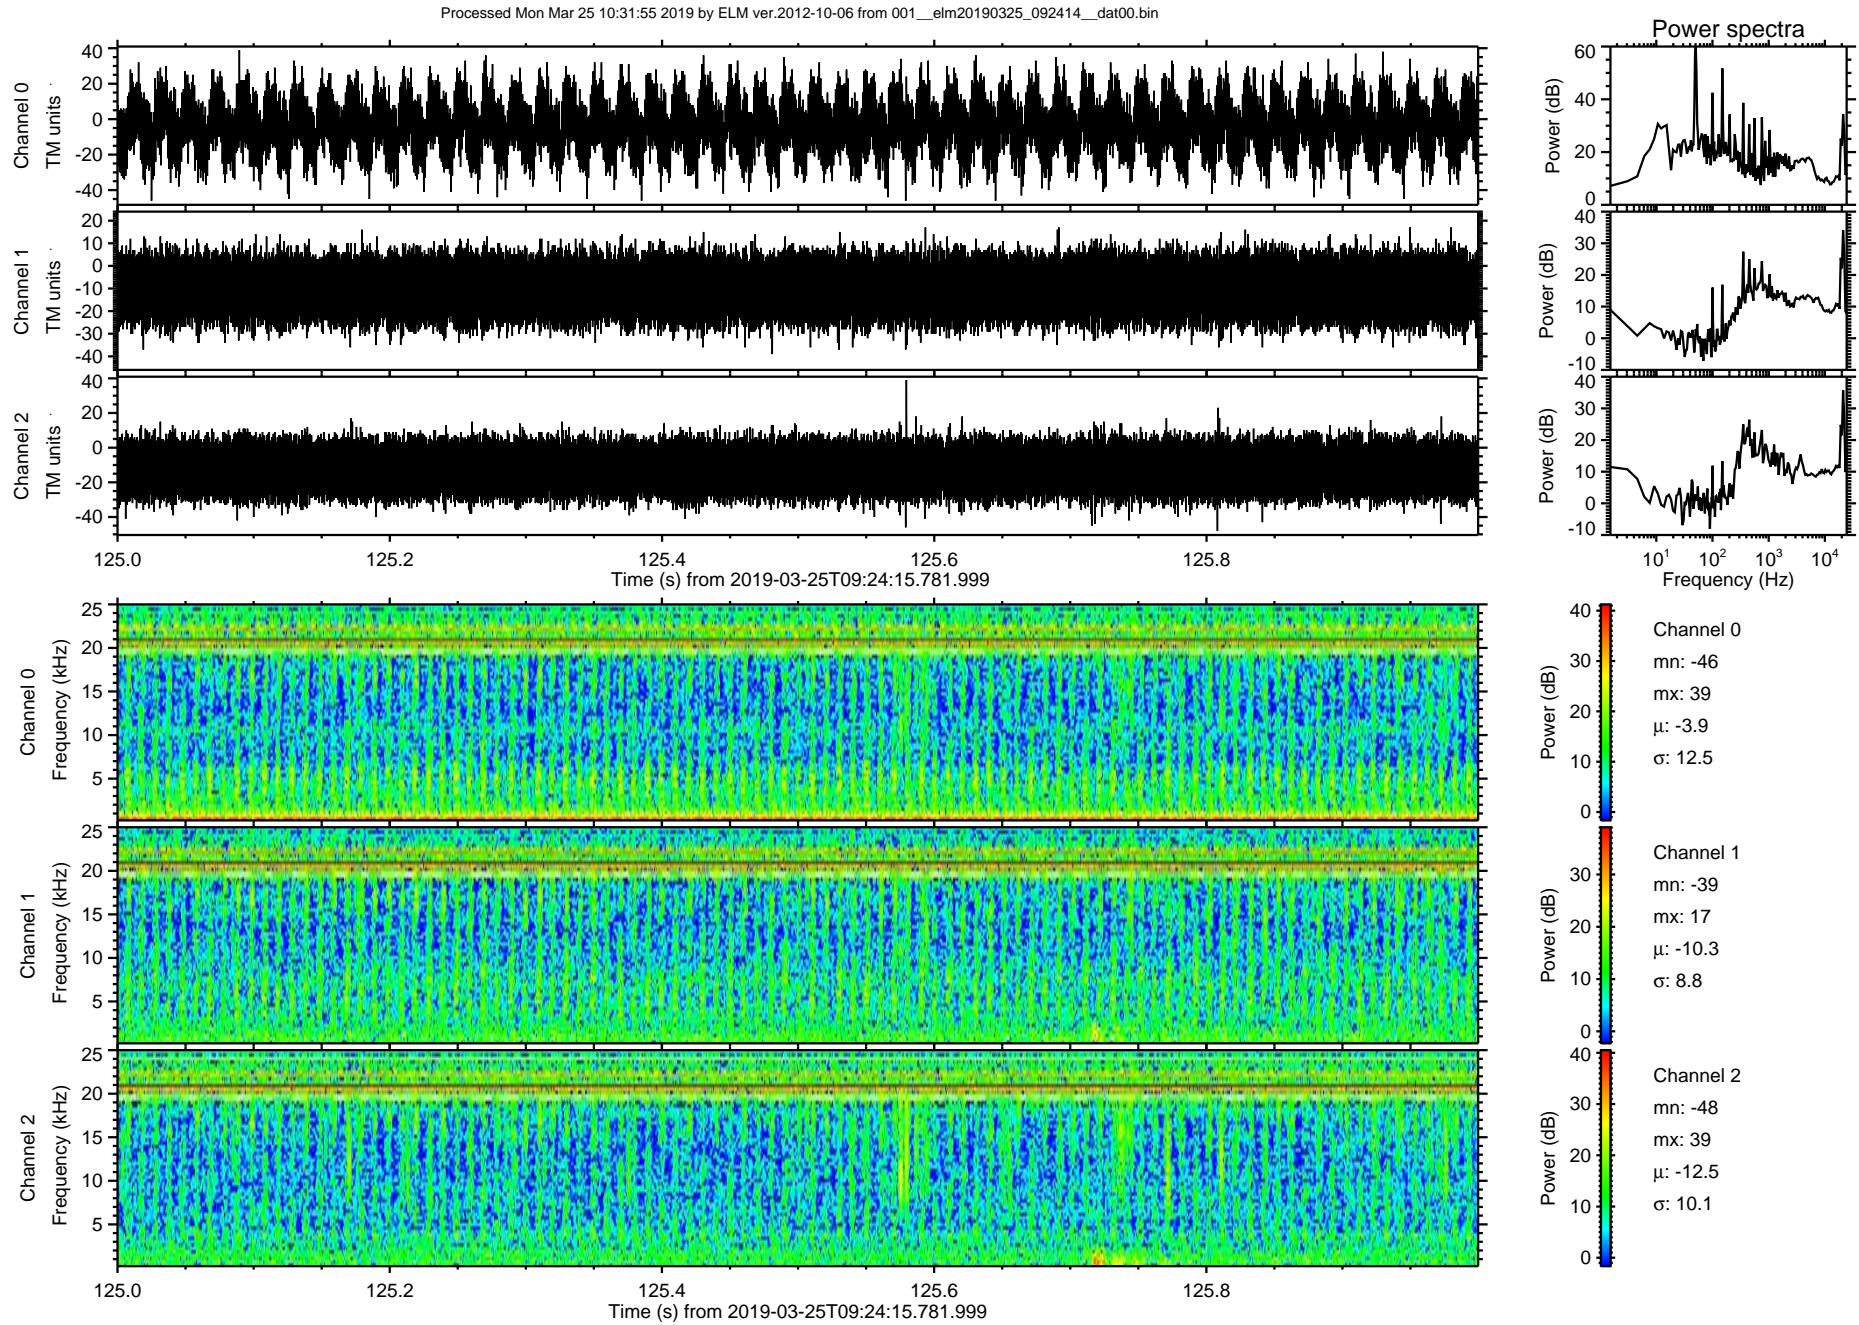 Processed Mon Mar 25 10:31:55 2019 by ELM ver.2012-10-06 from 001__elm20190325_092414__dat00.bin
Power spectra
Channel 0
TM units
40
20
0
-20
-40
Power (dB)
60
40
20
0
Channel 1
TM units
20
10
0
-10
-20
-30
-40
Power (dB)
40
30
20
10
0
-10
Channel 2
TM units
40
20
0
-20
-40
Power (dB)
40
30
20
10
0
-10
125.0 125.2 125.4 125.6 125.8
Time (s) from 2019-03-25T09:24:15.781.999
10¹ 10² 10³ 10⁴
Frequency (Hz)
Channel 0
Frequency (kHz)
25
20
15
10
5
Power (dB)
40
30
20
10
0
Channel 0
mn: -46
mx: 39
μ: -3.9
σ: 12.5
Channel 1
Frequency (kHz)
25
20
15
10
5
Power (dB)
30
20
10
0
Channel 1
mn: -39
mx: 17
μ: -10.3
σ: 8.8
Channel 2
Frequency (kHz)
25
20
15
10
5
Power (dB)
40
30
20
10
0
Channel 2
mn: -48
mx: 39
μ: -12.5
σ: 10.1
125.0 125.2 125.4 125.6 125.8
Time (s) from 2019-03-25T09:24:15.781.999